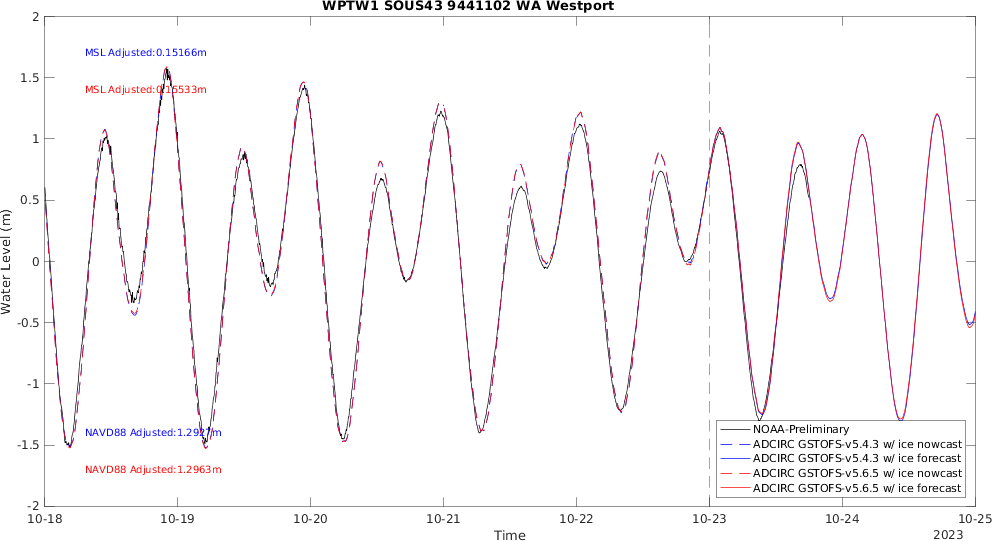 WPTW1 SOUS43 9441102 WA Westport
2
1.5
1
0.5
0
-0.5
-1
-1.5
-2
Water Level (m)
MSL Adjusted:0.15166m
MSL Adjusted:0.15533m
NAVD88 Adjusted:1.2927m
NAVD88 Adjusted:1.2963m
NOAA-Preliminary
ADCIRC GSTOFS-v5.4.3 w/ ice nowcast
ADCIRC GSTOFS-v5.4.3 w/ ice forecast
ADCIRC GSTOFS-v5.6.5 w/ ice nowcast
ADCIRC GSTOFS-v5.6.5 w/ ice forecast
10-18 10-19 10-20 10-21 10-22 10-23 10-24 10-25
Time
2023